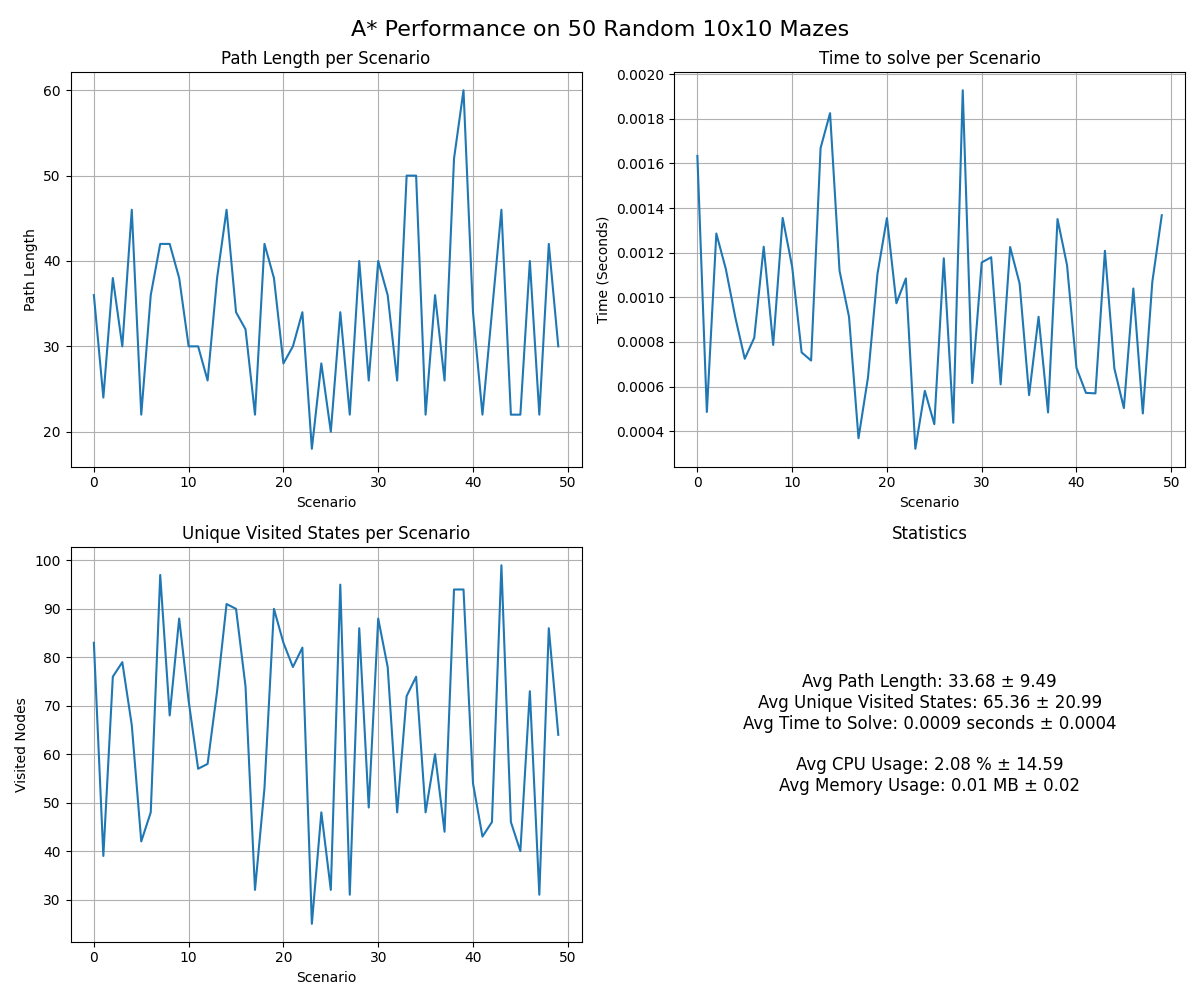 A* Performance on 50 Random 10x10 Mazes
Path Length per Scenario
60
50
40
30
20
Path Length
0 10 20 30 40 50
Scenario
Time to solve per Scenario
0.0020
0.0018
0.0016
0.0014
0.0012
0.0010
0.0008
0.0006
0.0004
Time (Seconds)
0 10 20 30 40 50
Scenario
Unique Visited States per Scenario
100
90
80
70
60
50
40
30
Visited Nodes
0 10 20 30 40 50
Scenario
Statistics
Avg Path Length: 33.68 ± 9.49
Avg Unique Visited States: 65.36 ± 20.99
Avg Time to Solve: 0.0009 seconds ± 0.0004
Avg CPU Usage: 2.08 % ± 14.59
Avg Memory Usage: 0.01 MB ± 0.02